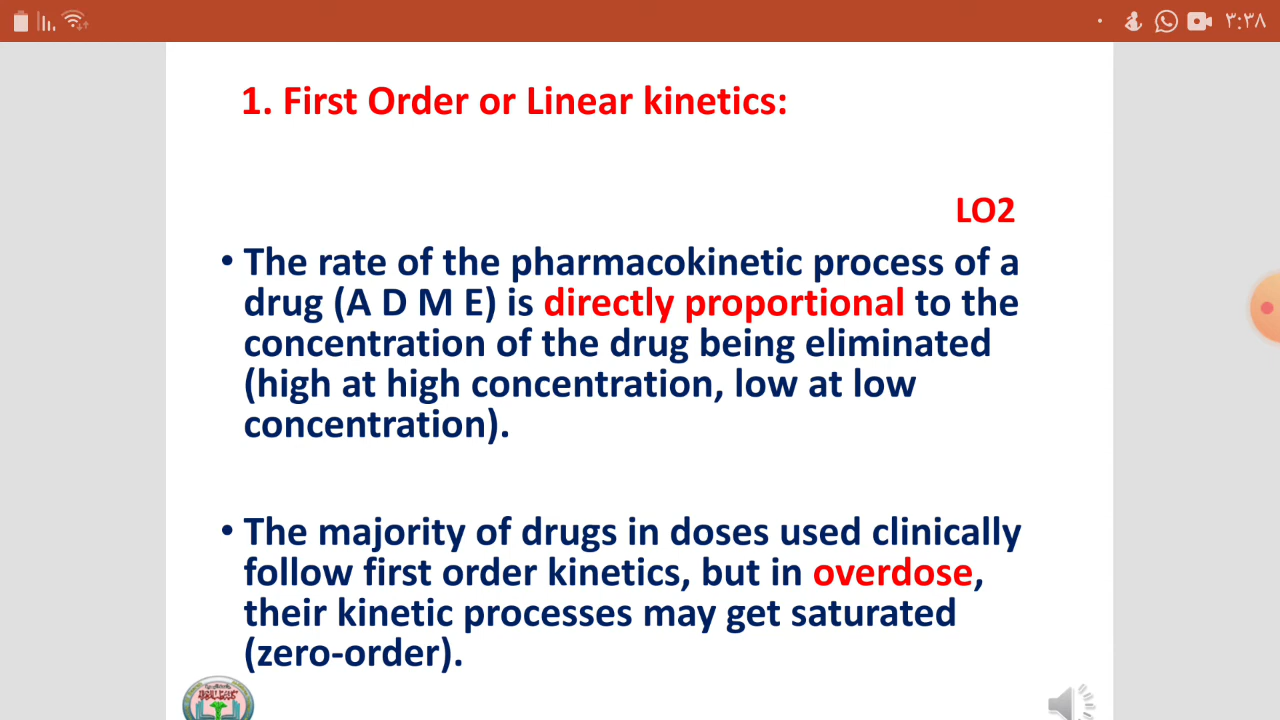 ٣:٣٨
1. First Order or Linear kinetics:
LO2
• The rate of the pharmacokinetic process of a
drug (A D M E) is directly proportional to the
concentration of the drug being eliminated
(high at high concentration, low at low
concentration).
• The majority of drugs in doses used clinically
follow first order kinetics, but in overdose,
their kinetic processes may get saturated
(zero-order).